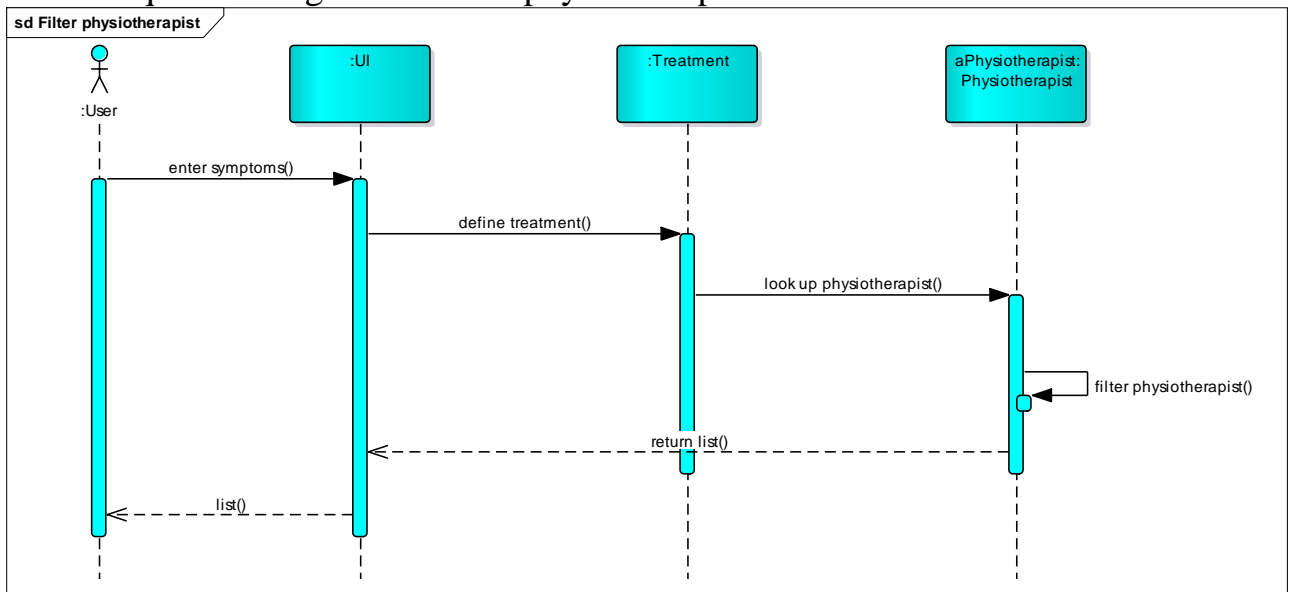 sd Filter physiotherapist
:User
:UI
:Treatment
aPhysiotherapist:
Physiotherapist
enter symptoms()
define treatment()
look up physiotherapist()
filter physiotherapist()
return list()
list()